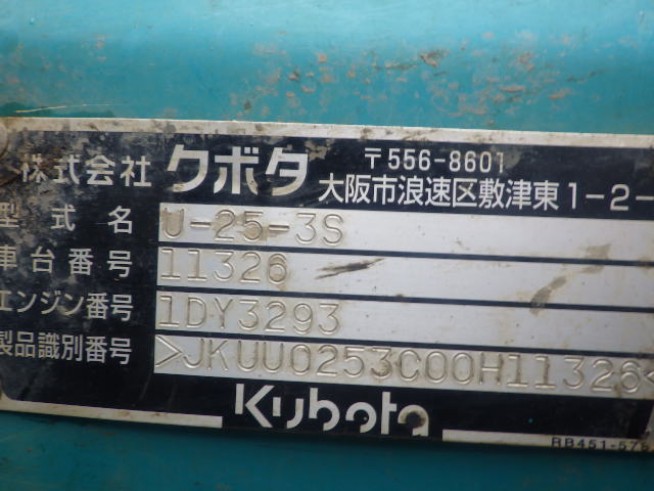 株式会社 クボタ 〒556-8601
大阪市浪速区敷津東1-2-
型式名 U-25-3S
車台番号 11326
エンジン番号 1DY3293
製品識別番号 >JKUU0253C00H11326<
Kubota
RB451-575